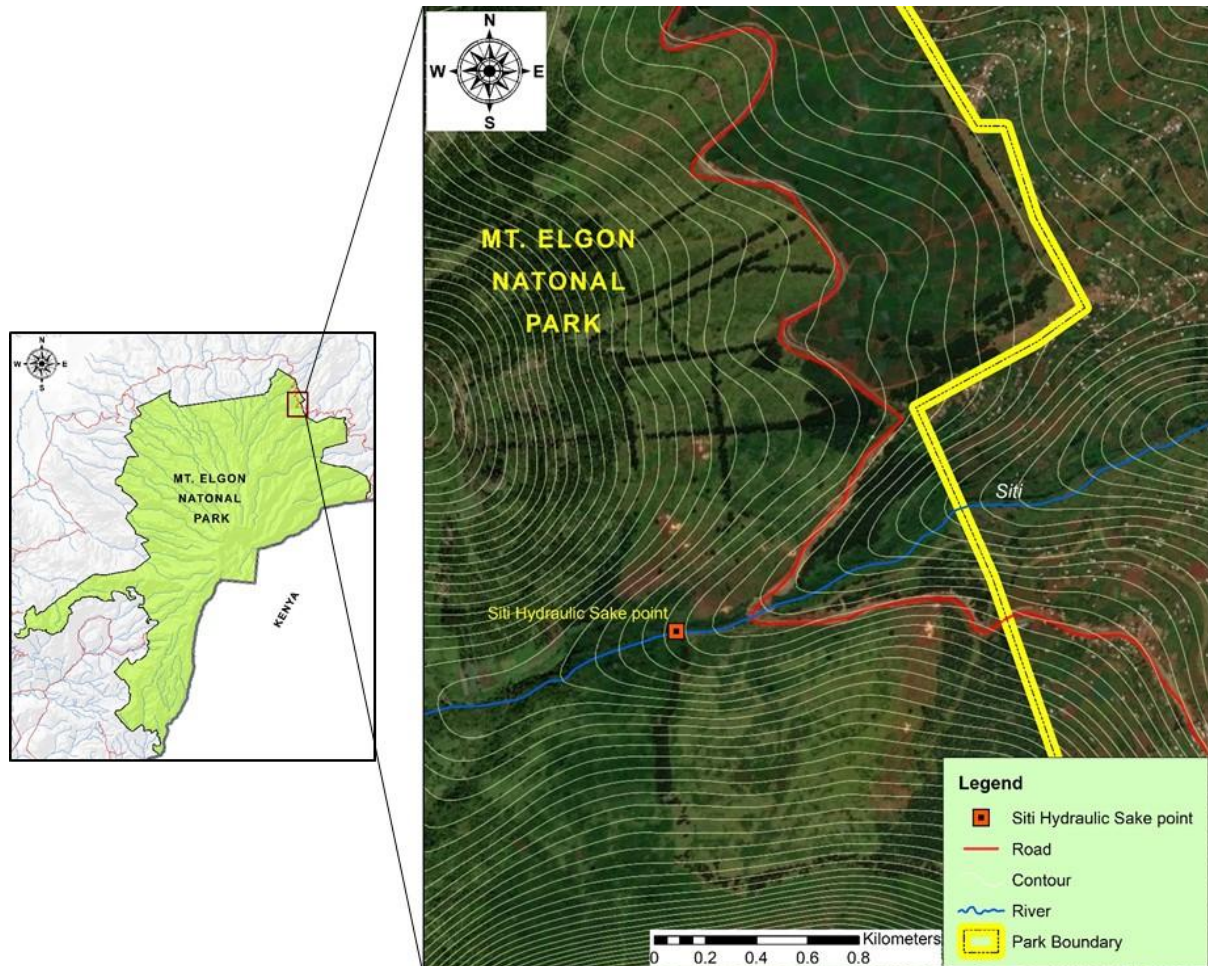 N
W E
S
MT. ELGON
NATONAL
PARK
KENYA
N
W E
S
MT. ELGON
NATONAL
PARK
Siti
Siti Hydraulic Sake point
Legend
Siti Hydraulic Sake point
Road
Contour
River
Park Boundary
Kilometers
0 0.2 0.4 0.6 0.8